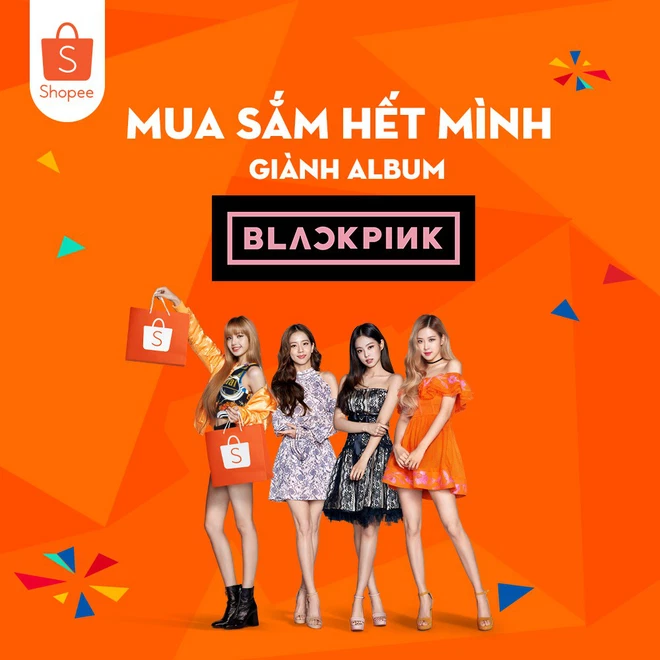 S
Shopee
MUA SẮM HẾT MÌNH
GIÀNH ALBUM
BLACKPINK
S
S